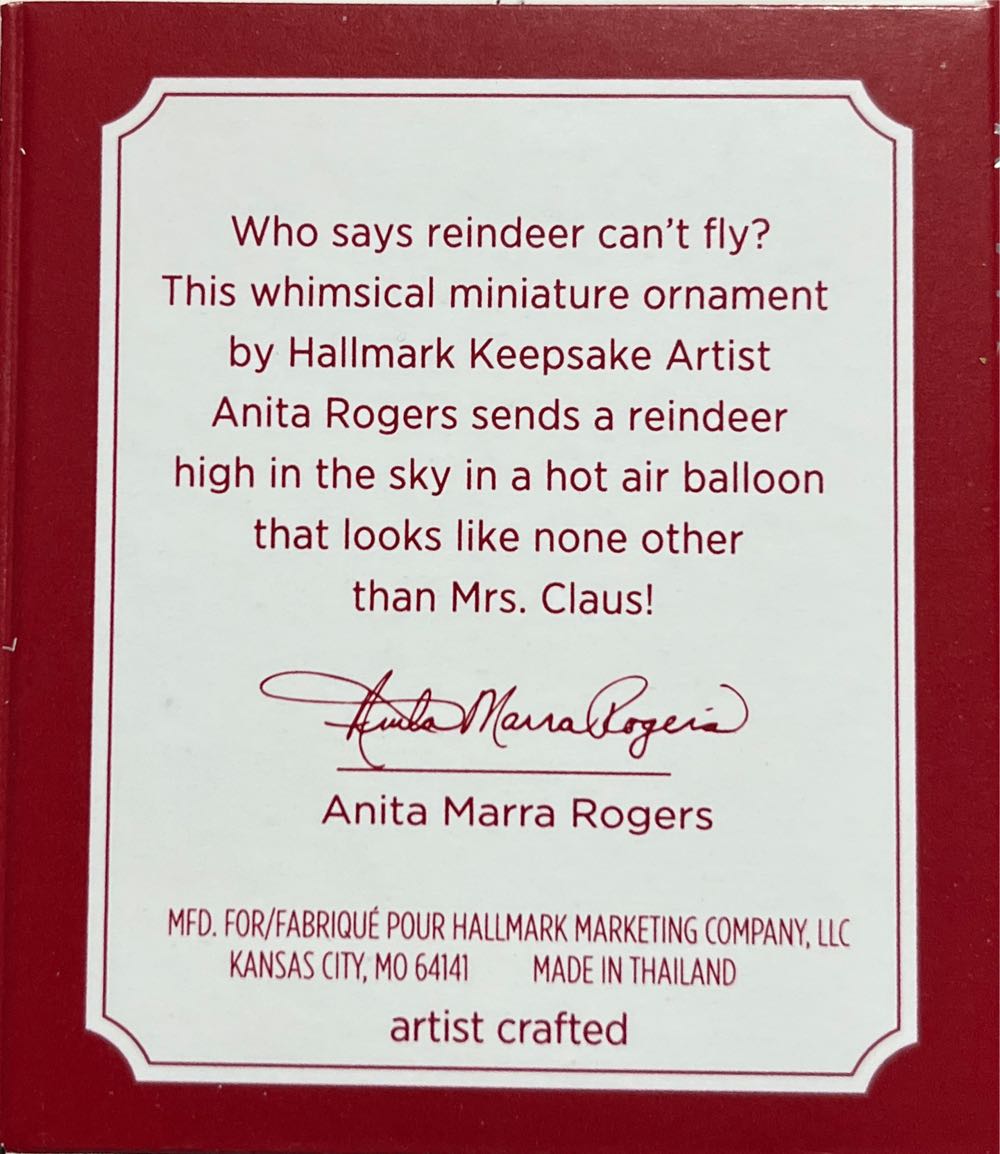 Who says reindeer can't fly?
This whimsical miniature ornament
by Hallmark Keepsake Artist
Anita Rogers sends a reindeer
high in the sky in a hot air balloon
that looks like none other
than Mrs. Claus!
Anita Marra Rogers
Anita Marra Rogers
MFD. FOR/FABRIQUÉ POUR HALLMARK MARKETING COMPANY, LLC
KANSAS CITY, MO 64141 MADE IN THAILAND
artist crafted